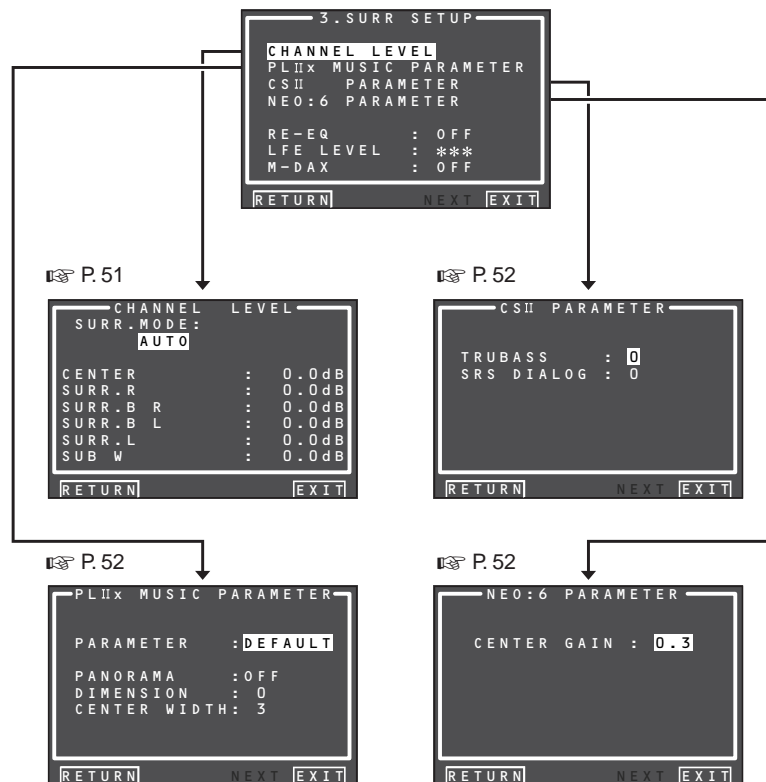 3.SURR SETUP
CHANNEL LEVEL
PLIIx MUSIC PARAMETER
CSII PARAMETER
NEO:6 PARAMETER
RE-EQ : OFF
LFE LEVEL : ***
M-DAX : OFF
RETURN NEXT EXIT
☞ P. 51
CHANNEL LEVEL
SURR.MODE:
AUTO
CENTER : 0.0dB
SURR.R : 0.0dB
SURR.B R : 0.0dB
SURR.B L : 0.0dB
SURR.L : 0.0dB
SUB W : 0.0dB
RETURN EXIT
☞ P. 52
CSII PARAMETER
TRUBASS : 0
SRS DIALOG : 0
RETURN NEXT EXIT
☞ P. 52
PLIIx MUSIC PARAMETER
PARAMETER :DEFAULT
PANORAMA :OFF
DIMENSION : 0
CENTER WIDTH: 3
RETURN NEXT EXIT
☞ P. 52
NEO:6 PARAMETER
CENTER GAIN : 0.3
RETURN NEXT EXIT